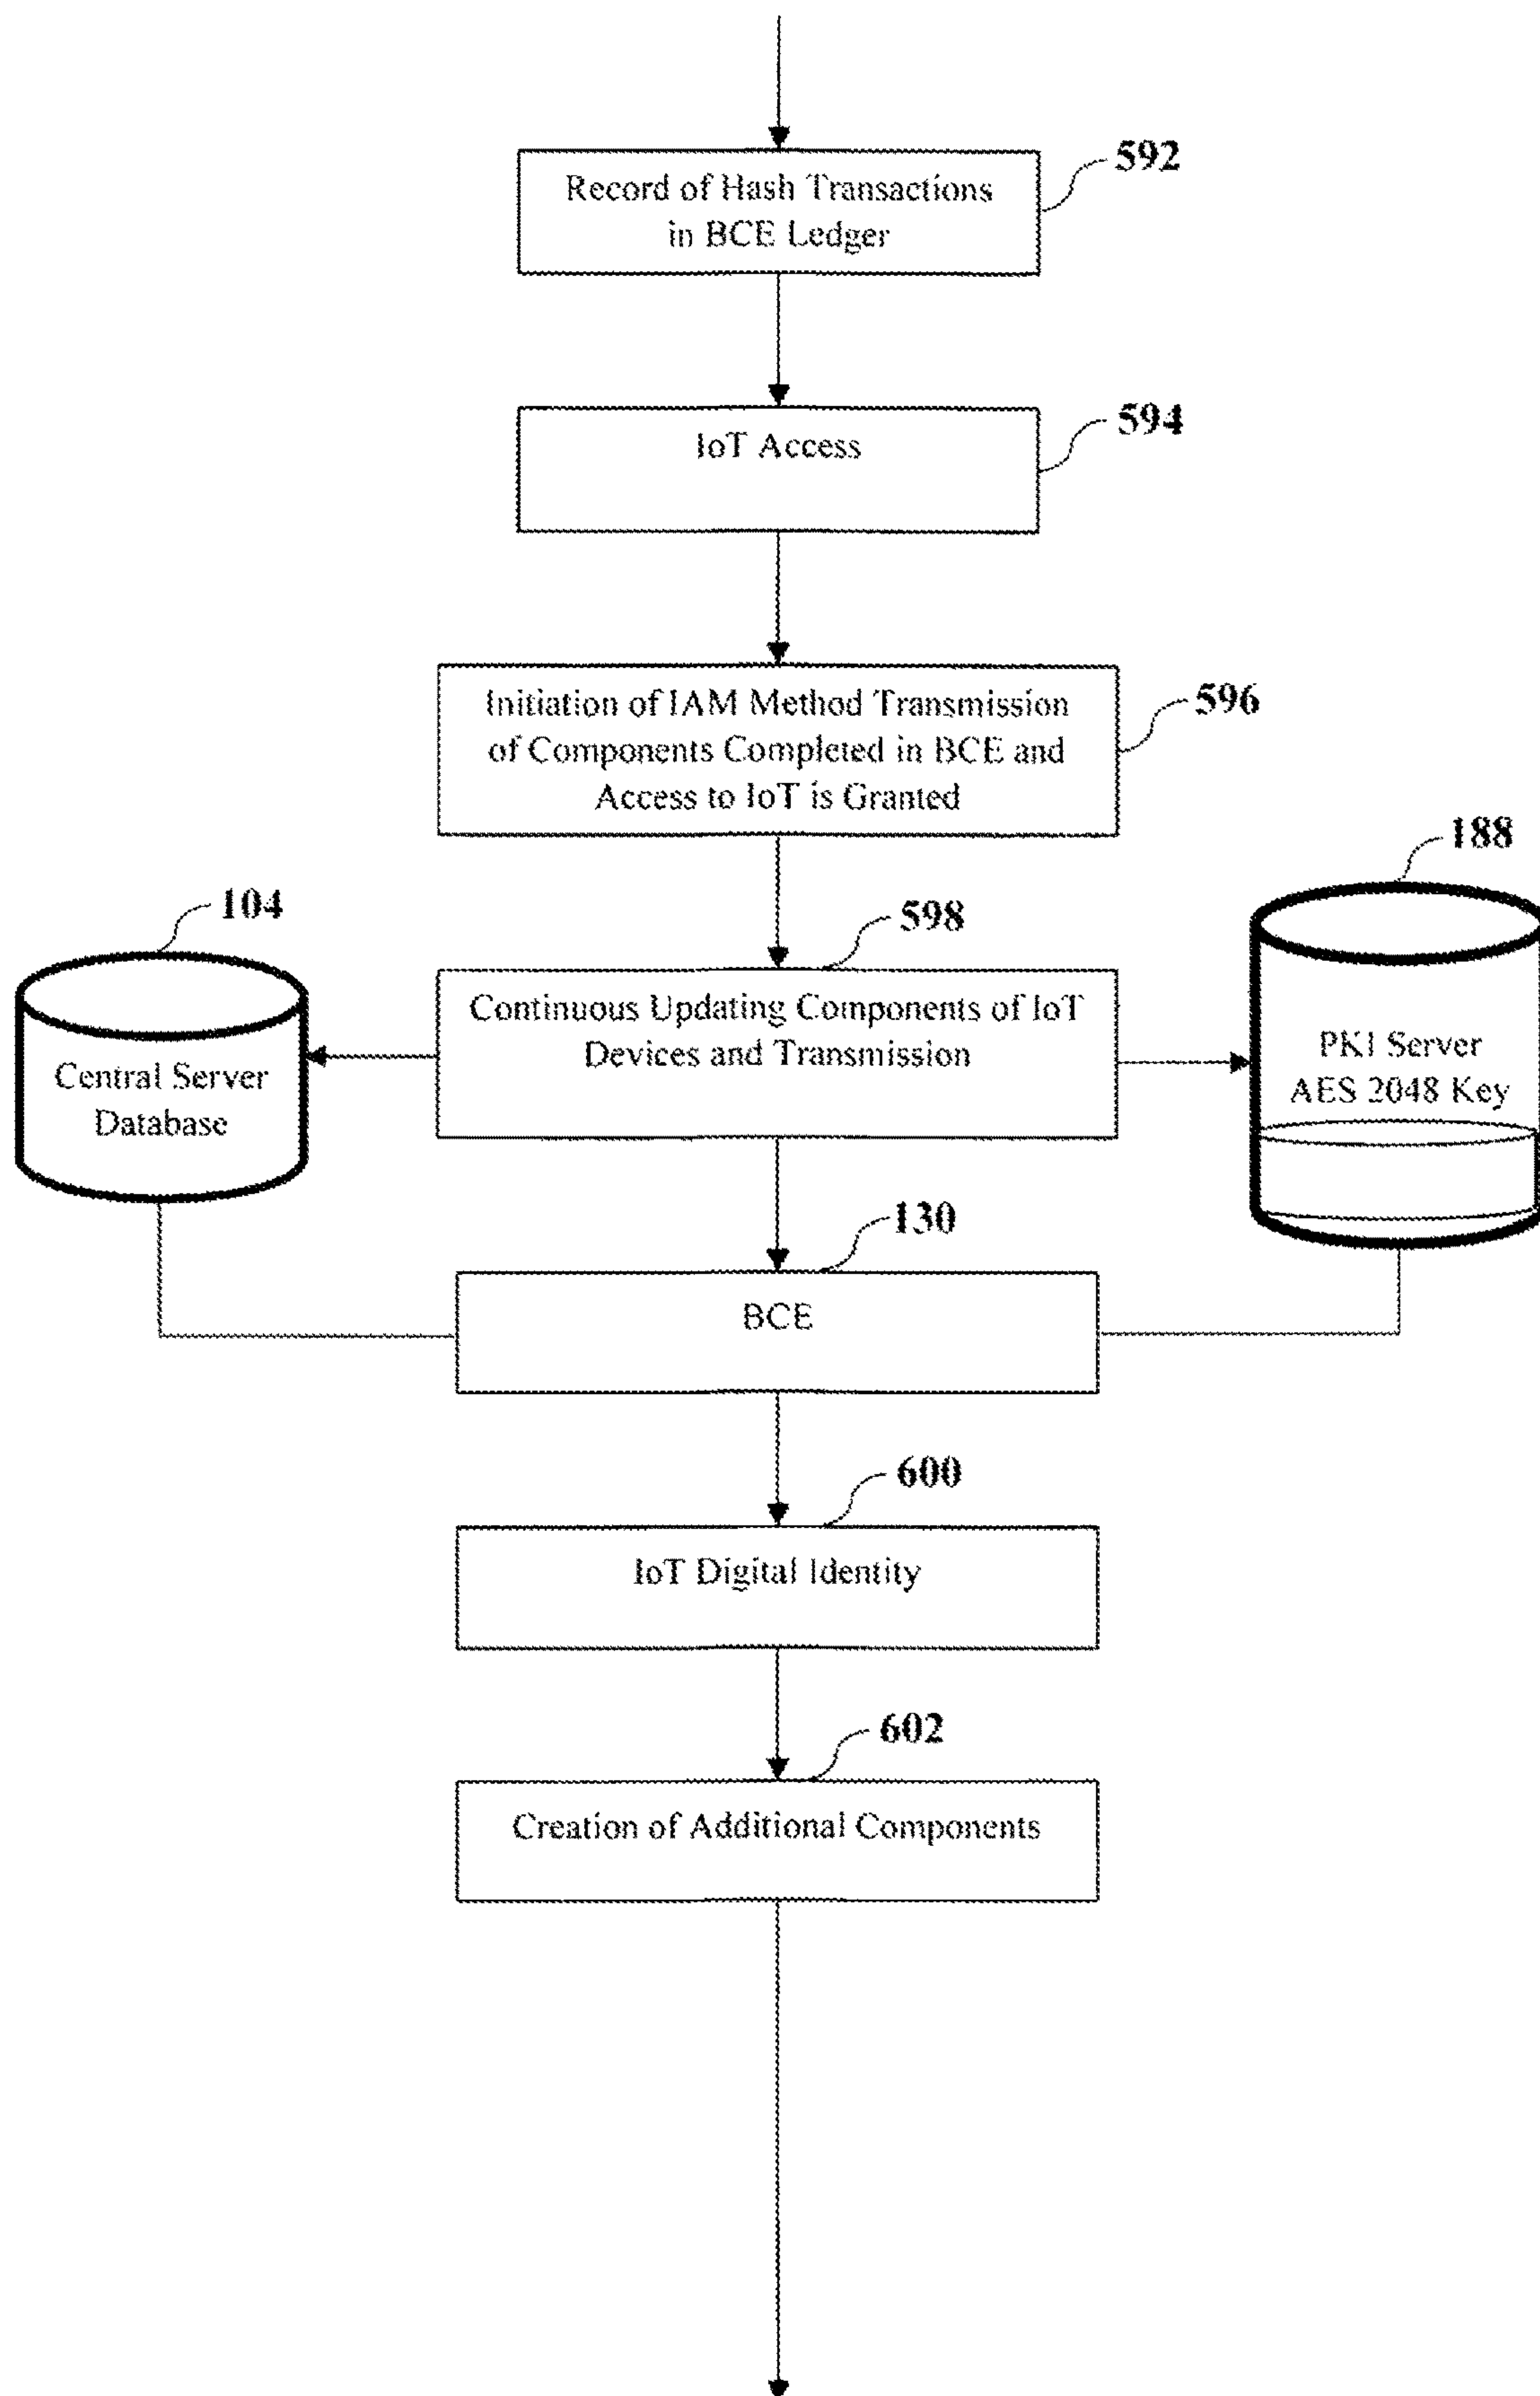 592
Record of Hash Transactions
in BCE Ledger
594
IoT Access
596
Initiation of IAM Method Transmission
of Components Completed in BCE and
Access to IoT is Granted
188
104
598
Continuous Updating Components of IoT
Devices and Transmission
Central Server
Database
PKI Server
AES 2048 Key
130
BCE
600
IoT Digital Identity
602
Creation of Additional Components